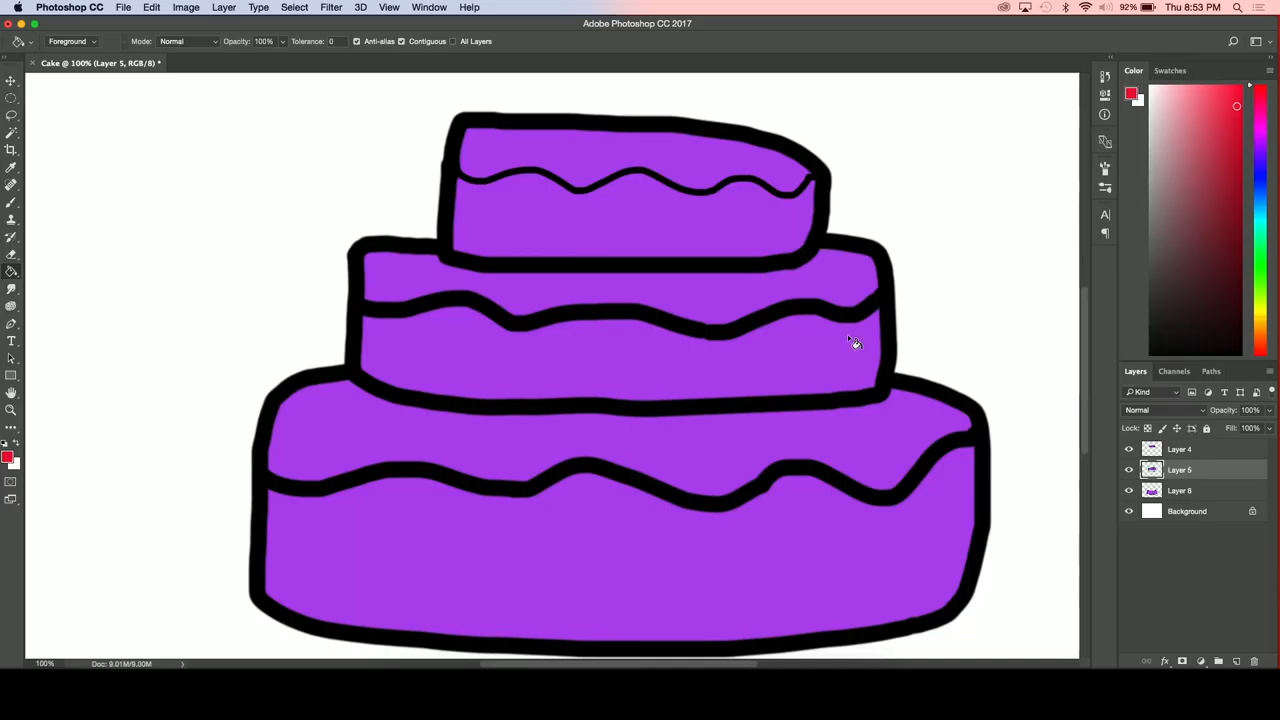 Photoshop CC File Edit Image Layer Type Select Filter 3D View Window Help 92% Thu 8:53 PM
Adobe Photoshop CC 2017
Foreground Mode: Normal Opacity: 100% Tolerance: 0 Anti-alias Contiguous All Layers
Cake @ 100% (Layer 5, RGB/8) *
Color Swatches
Layers Channels Paths
Kind
Normal Opacity: 100%
Lock: Fill: 100%
Layer 4
Layer 5
Layer 6
Background
100% Doc: 9.01M/9.00M